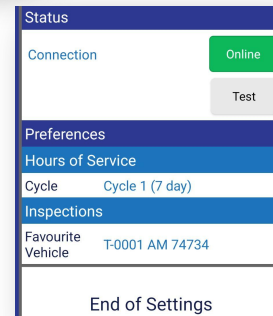 Status
Connection Online
Test
Preferences
Hours of Service
Cycle Cycle 1 (7 day)
Inspections
Favourite
Vehicle T-0001 AM 74734
End of Settings